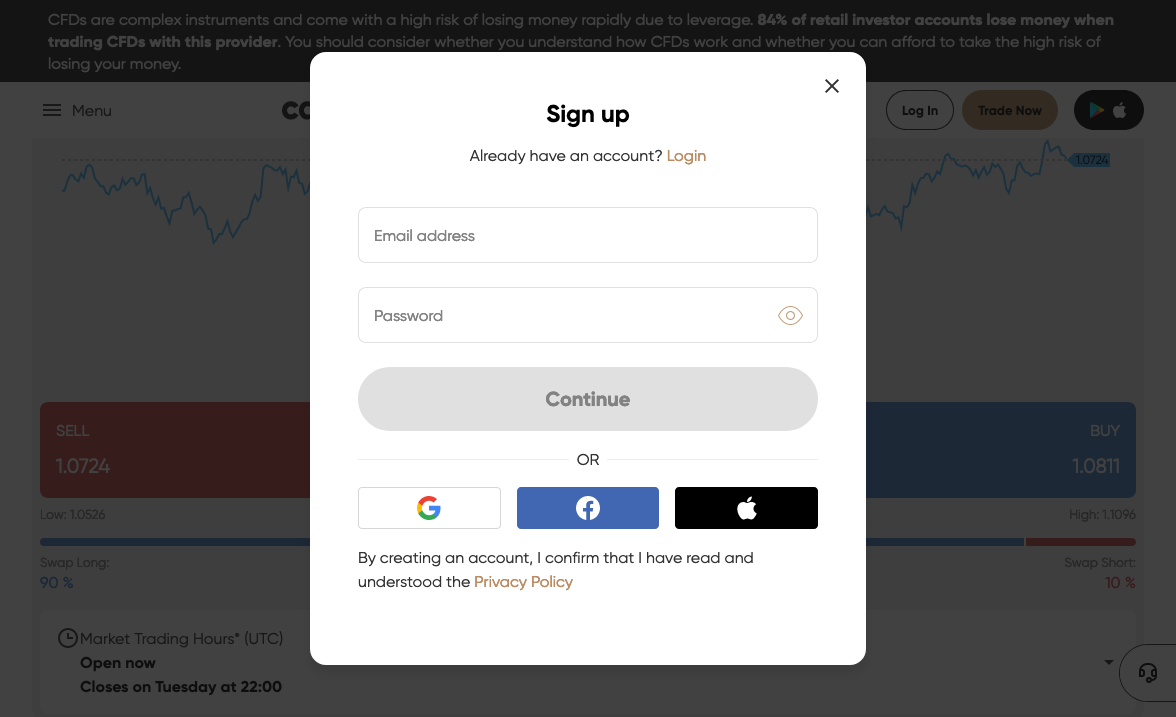 CFDs are complex instruments and come with a high risk of losing money rapidly due to leverage. 84% of retail investor accounts lose money when
trading CFDs with this provider. You should consider whether you understand how CFDs work and whether you can afford to take the high risk of
losing your money.
Menu
Log In
Trade Now
Sign up
Already have an account? Login
1.0724
Email address
Password
Continue
SELL
BUY
1.0724
1.0811
OR
Low: 1.0526
High: 1.1096
By creating an account, I confirm that I have read and
understood the Privacy Policy
Swap Long:
Swap Short:
90 %
10 %
Market Trading Hours* (UTC)
Open now
Closes on Tuesday at 22:00